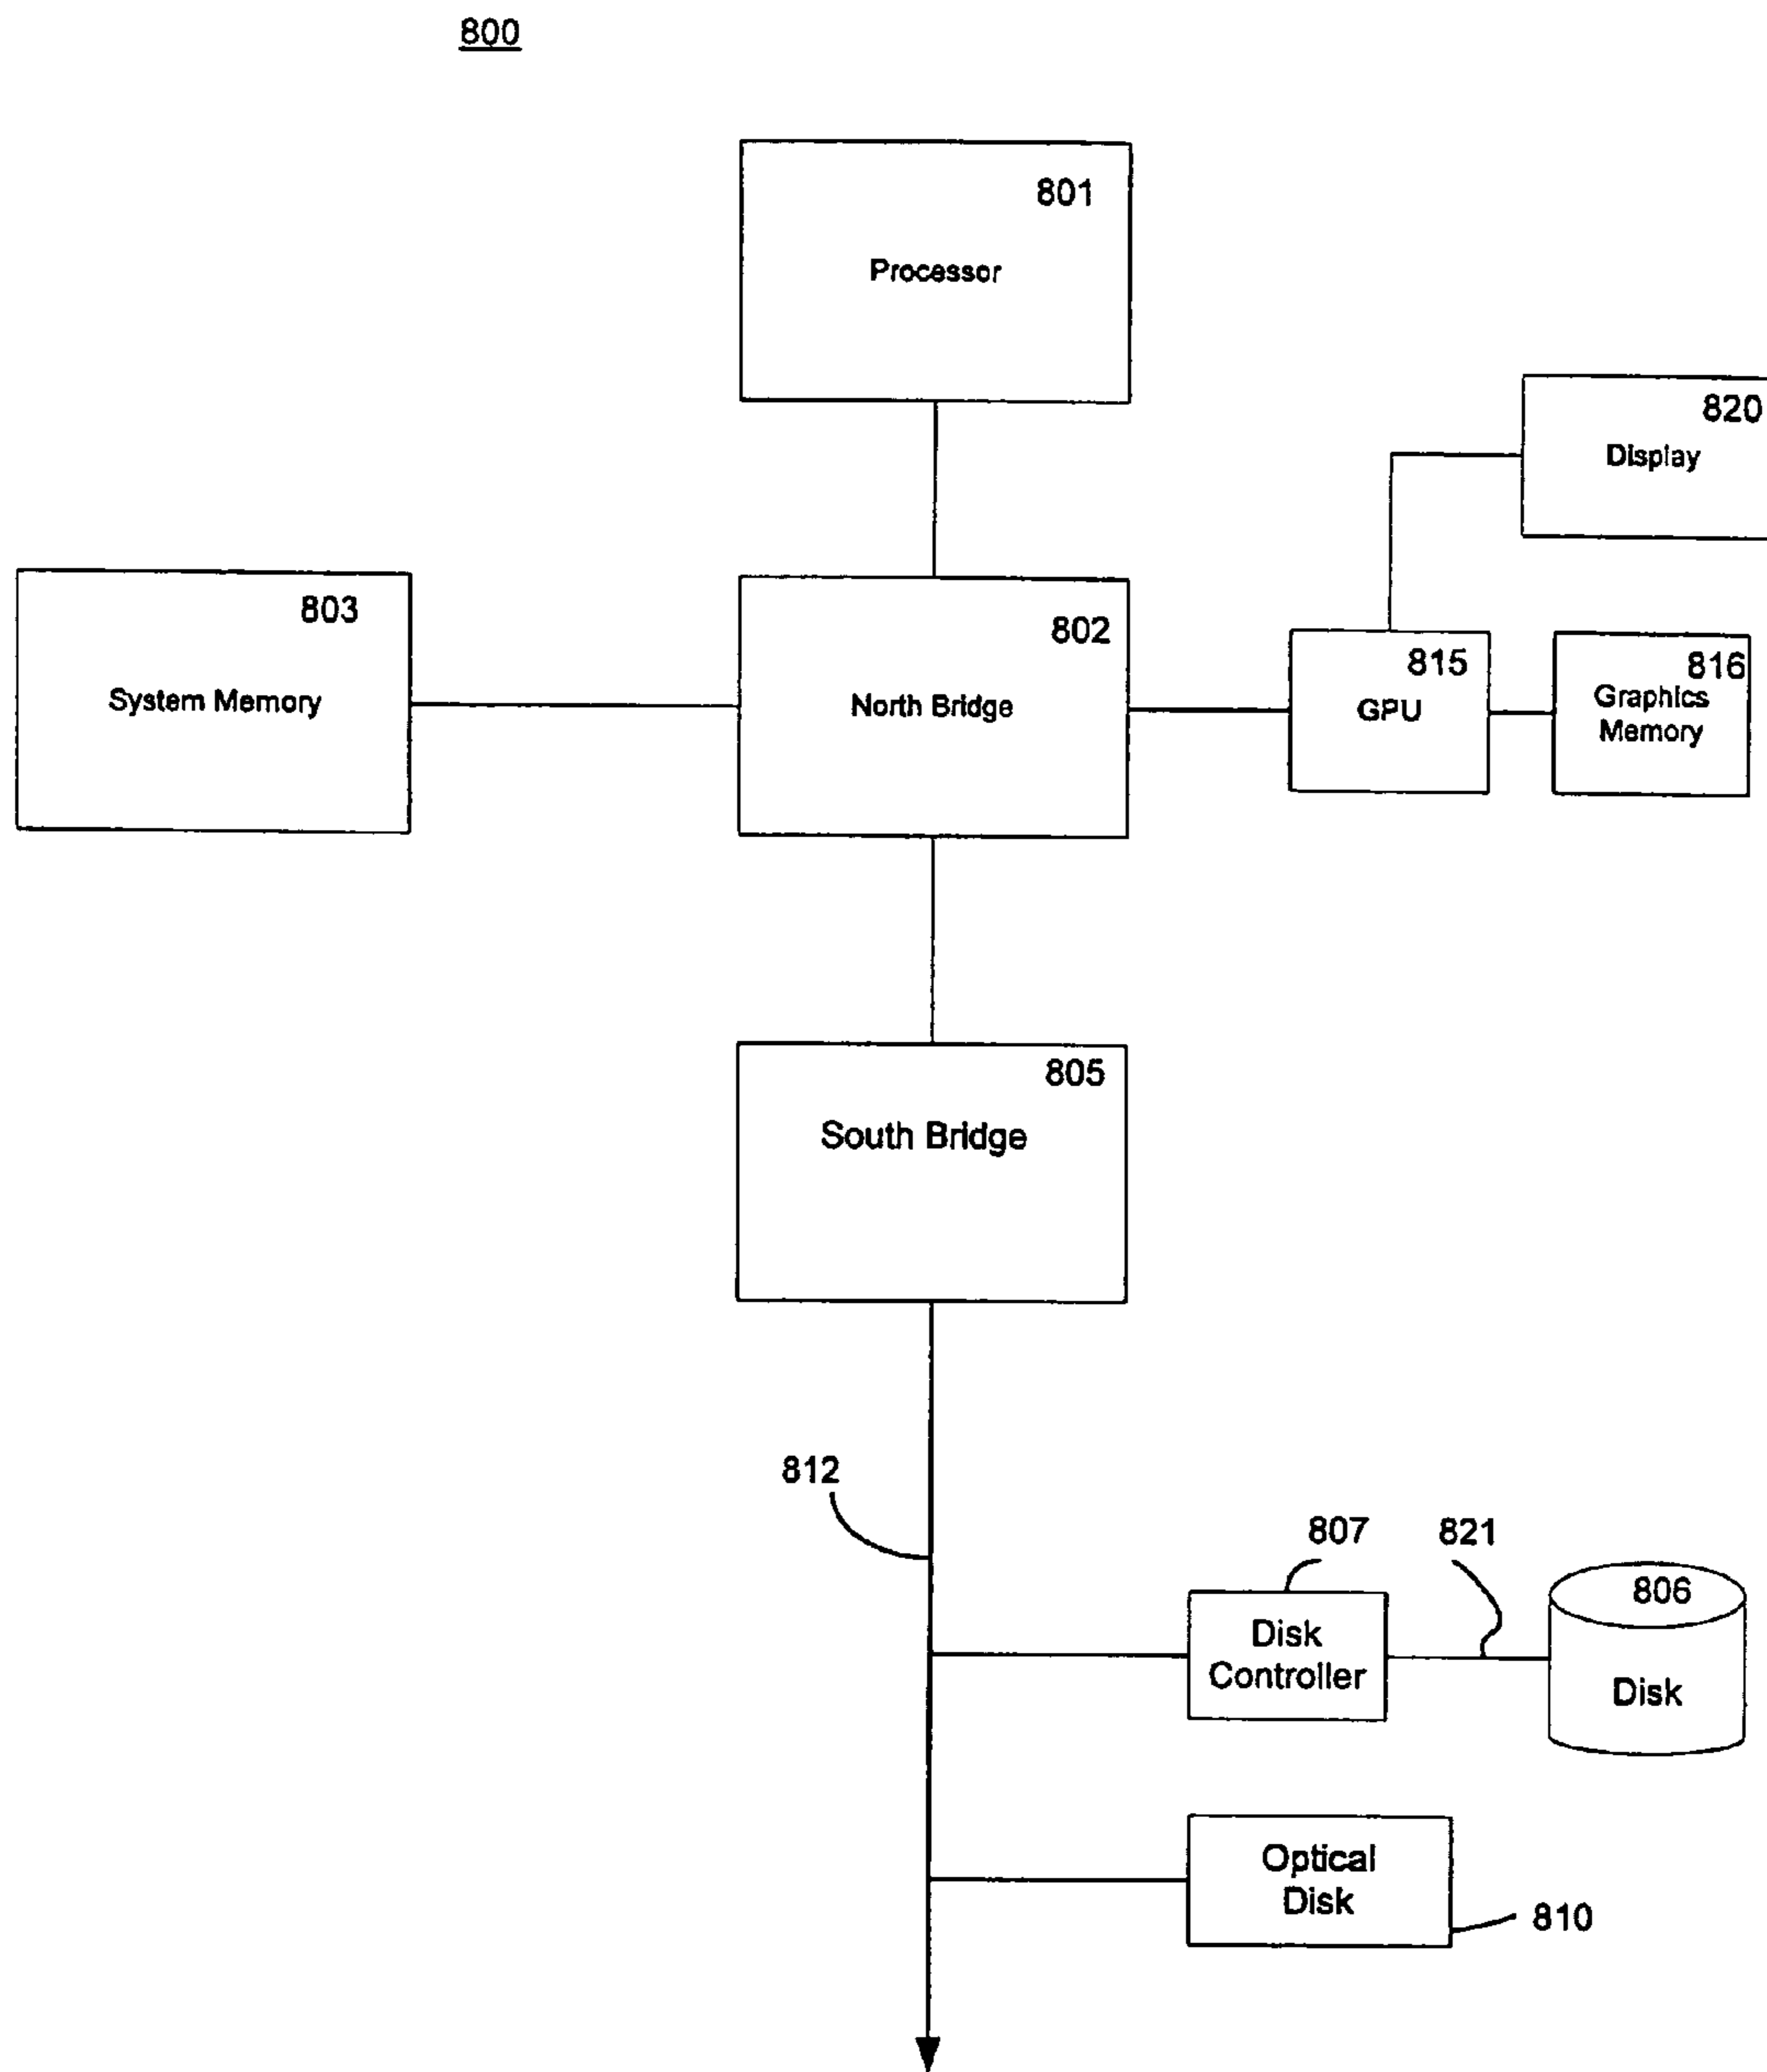 800
801
Processor
820
Display
803
System Memory
802
North Bridge
815
GPU
816
Graphics
Memory
805
South Bridge
812
807
821
806
Disk
Controller
Disk
Optical
Disk
810